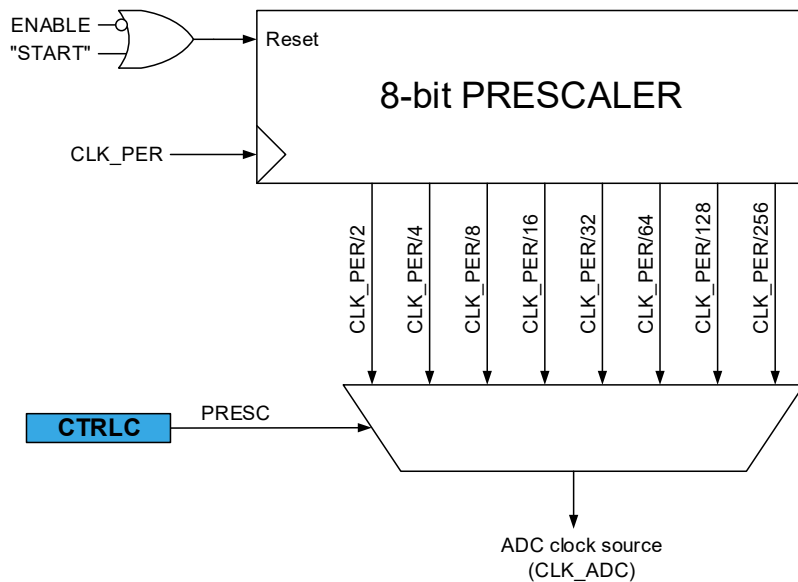 ENABLE
"START"
Reset
8-bit PRESCALER
CLK_PER
CLK_PER/2
CLK_PER/4
CLK_PER/8
CLK_PER/16
CLK_PER/32
CLK_PER/64
CLK_PER/128
CLK_PER/256
CTRLC
PRESC
ADC clock source
(CLK_ADC)